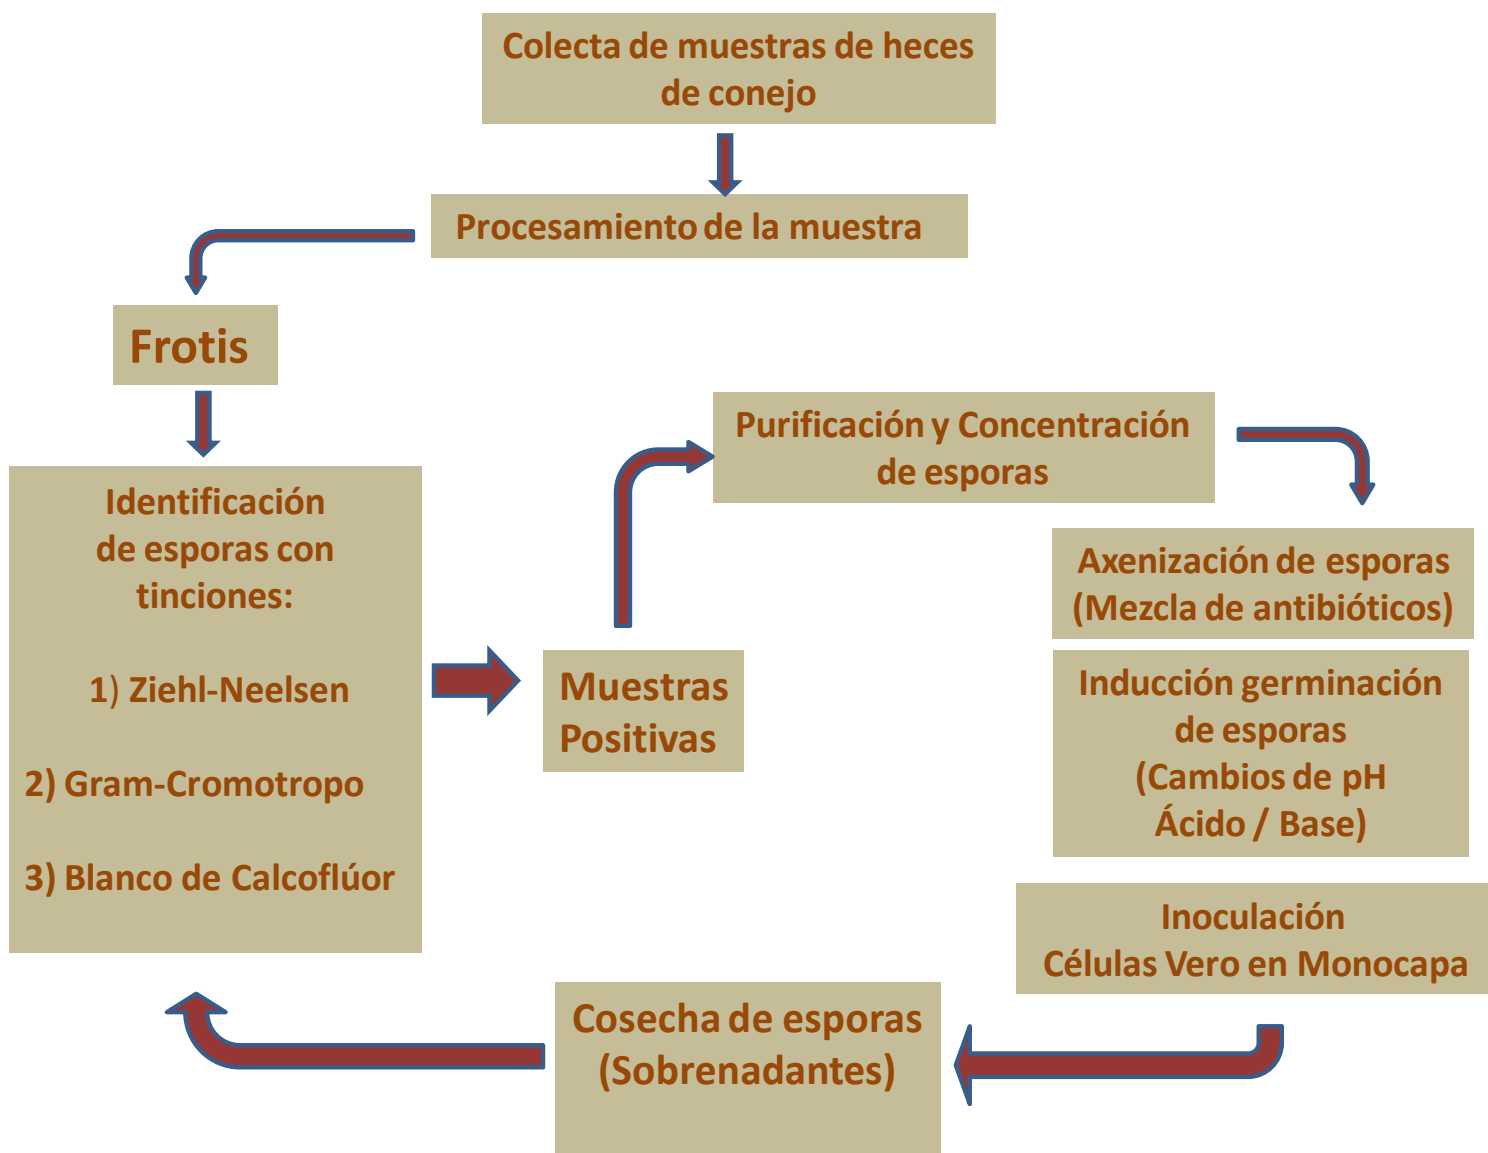 Colecta de muestras de heces
de conejo
Procesamiento de la muestra
Frotis
Identificación
de esporas con
tinciones:
1) Ziehl-Neelsen
2) Gram-Cromotropo
3) Blanco de Calcoflúor
Muestras
Positivas
Purificación y Concentración
de esporas
Axenización de esporas
(Mezcla de antibióticos)
Inducción germinación
de esporas
(Cambios de pH
Ácido / Base)
Inoculación
Células Vero en Monocapa
Cosecha de esporas
(Sobrenadantes)